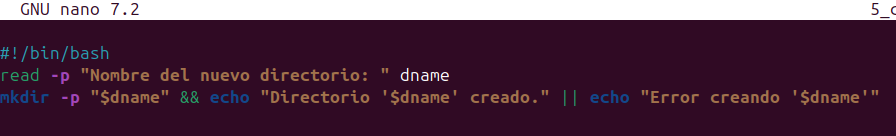 GNU nano 7.2 5_c
#!/bin/bash
read -p "Nombre del nuevo directorio: " dname
mkdir -p "$dname" && echo "Directorio '$dname' creado." || echo "Error creando '$dname'"